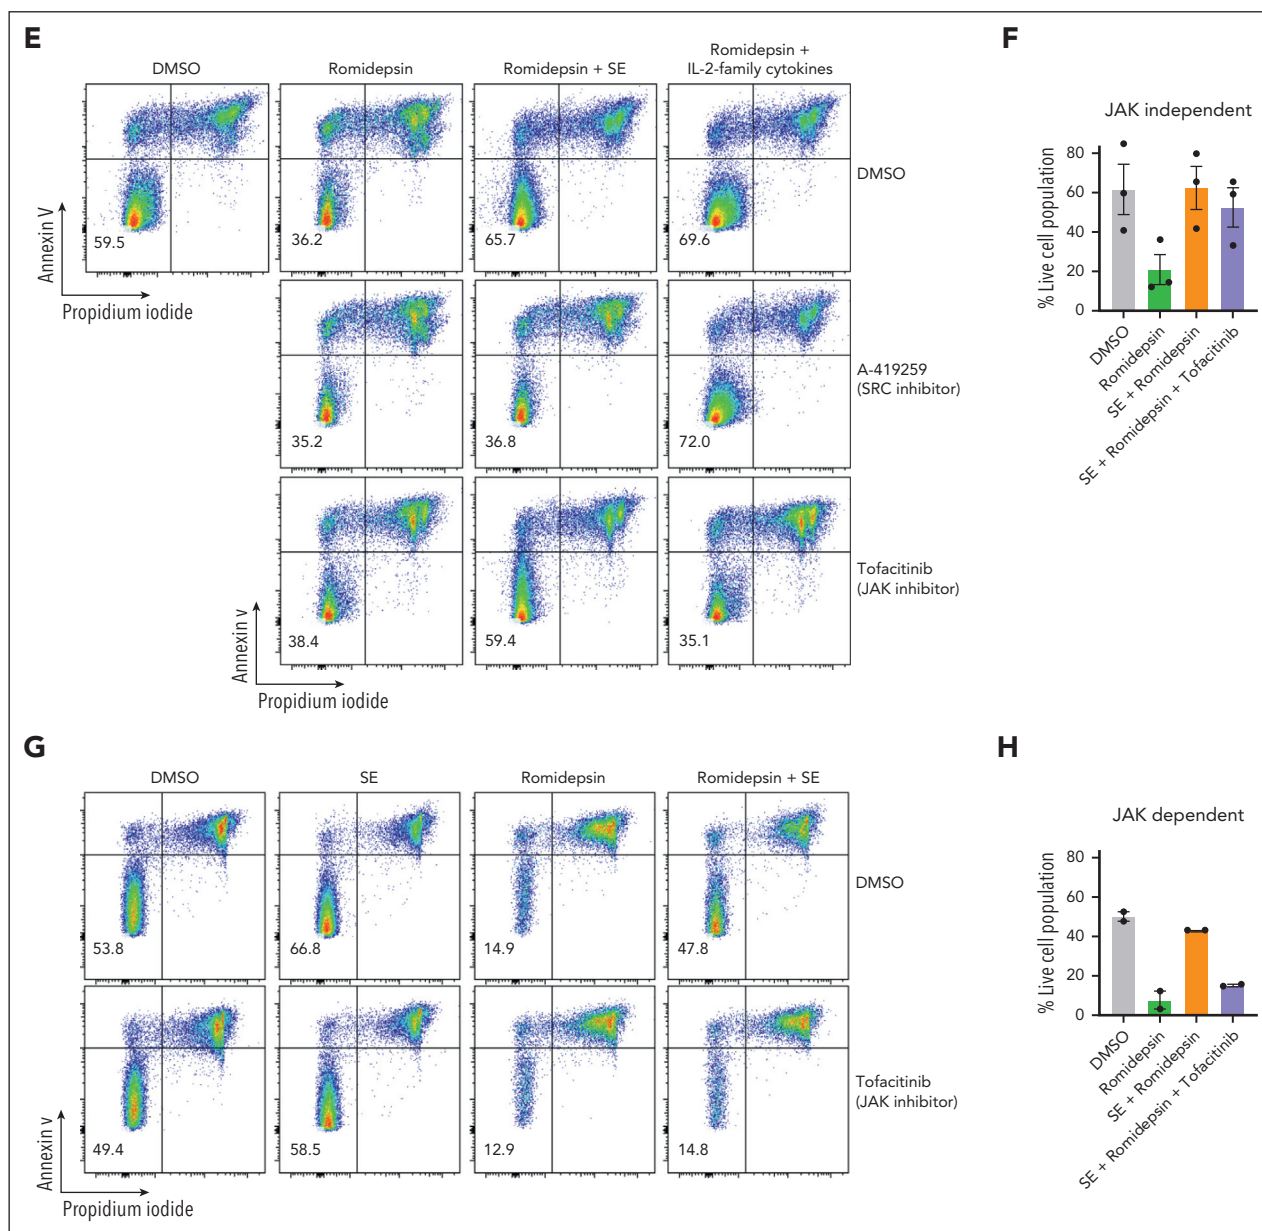 E
DMSO
Romidepsin
Romidepsin + SE
Romidepsin +
IL-2-family cytokines
59.5
36.2
65.7
69.6
DMSO
Annexin V
Propidium iodide
35.2
36.8
72.0
A-419259
(SRC inhibitor)
38.4
59.4
35.1
Tofacitinib
(JAK inhibitor)
Annexin v
Propidium iodide
F
JAK independent
% Live cell population
80
60
40
20
0
DMSO
Romidepsin
SE + Romidepsin
SE + Romidepsin + Tofacitinib
G
DMSO
SE
Romidepsin
Romidepsin + SE
53.8
66.8
14.9
47.8
DMSO
49.4
58.5
12.9
14.8
Tofacitinib
(JAK inhibitor)
Annexin v
Propidium iodide
H
JAK dependent
% Live cell population
80
60
40
20
0
DMSO
Romidepsin
SE + Romidepsin
SE + Romidepsin + Tofacitinib